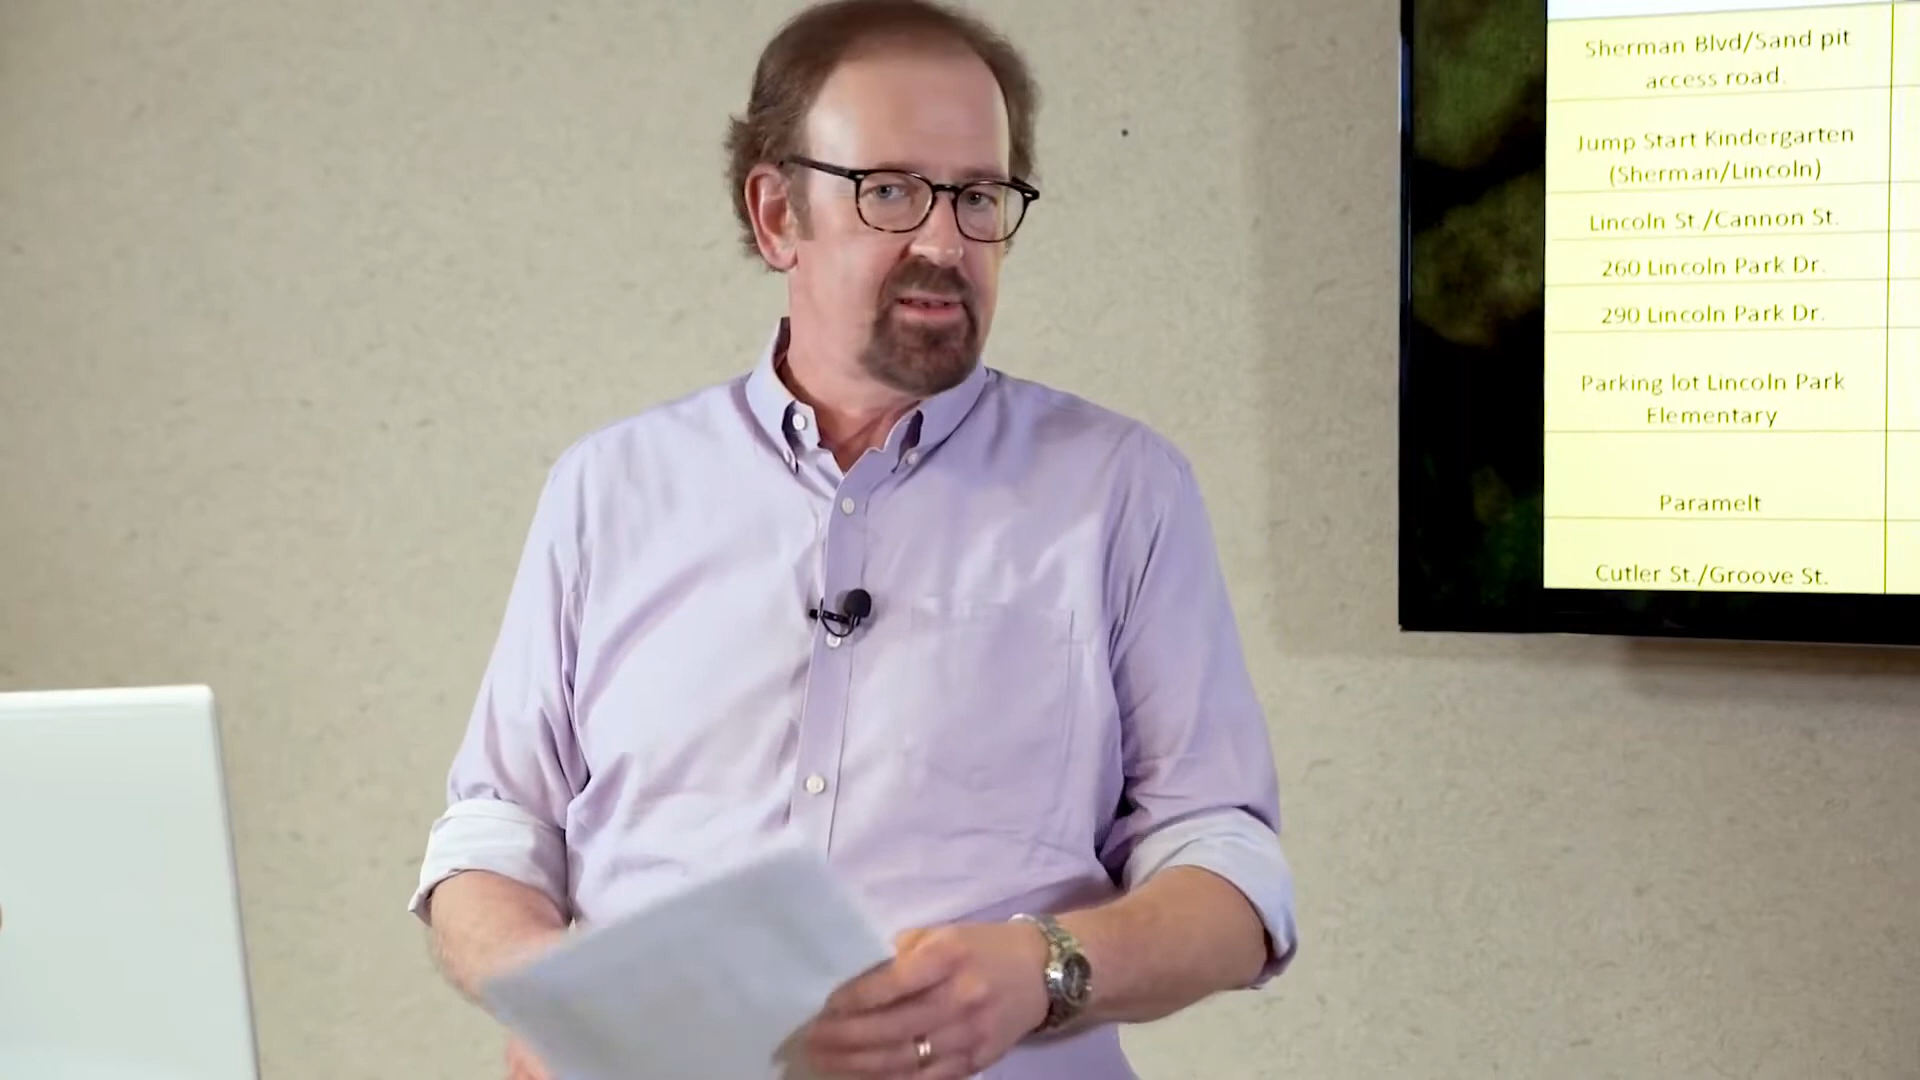 Sherman Blvd/Sand pit
access road.
Jump Start Kindergarten
(Sherman/Lincoln)
Lincoln St./Cannon St.
260 Lincoln Park Dr.
290 Lincoln Park Dr.
Parking lot Lincoln Park
Elementary
Paramelt
Cutler St./Groove St.